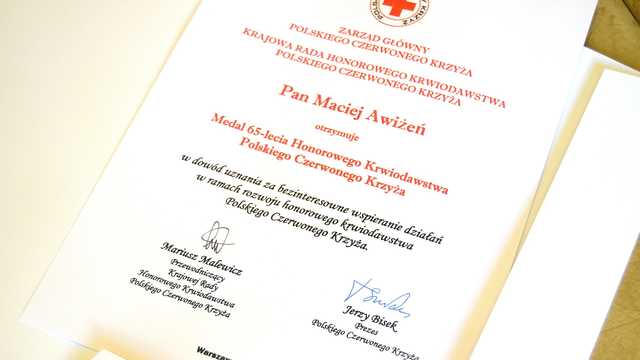 ZARZĄD GŁÓWNY
POLSKIEGO CZERWONEGO KRZYŻA
KRAJOWA RADA HONOROWEGO KRWIODAWSTWA
POLSKIEGO CZERWONEGO KRZYŻA
Pan Maciej Awiżeń
otrzymuje
Medal 65-lecia Honorowego Krwiodawstwa
Polskiego Czerwonego Krzyża
w dowód uznania za bezinteresowne wspieranie działań
w ramach rozwoju honorowego krwiodawstwa
Polskiego Czerwonego Krzyża.
Mariusz Malewicz
Przewodniczący
Krajowej Rady
Honorowego Krwiodawstwa
Polskiego Czerwonego Krzyża
Jerzy Bisek
Prezes
Polskiego Czerwonego Krzyża